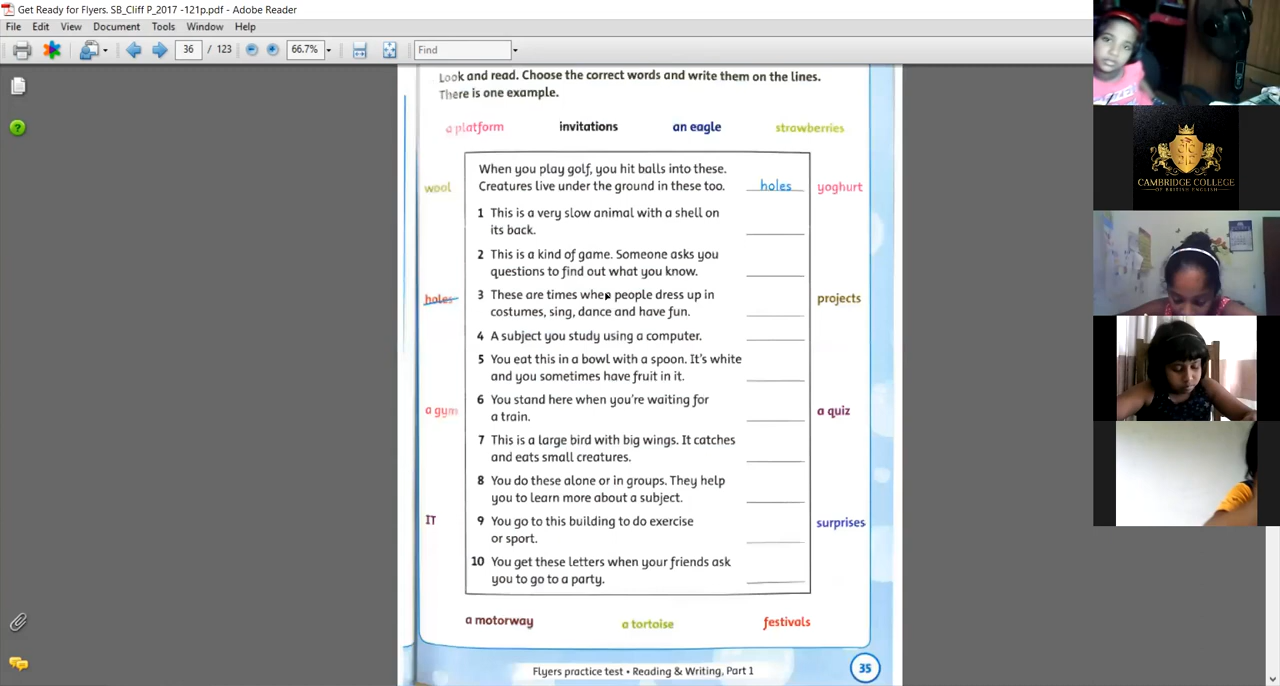 Get Ready for Flyers. SB_Cliff P_2017 -121p.pdf - Adobe Reader
File Edit View Document Tools Window Help
36 / 123 66.7% Find
Look and read. Choose the correct words and write them on the lines.
There is one example.
a platform invitations an eagle strawberries
When you play golf, you hit balls into these.
wool Creatures live under the ground in these too. holes yoghurt
1 This is a very slow animal with a shell on
its back.
2 This is a kind of game. Someone asks you
questions to find out what you know.
holes 3 These are times when people dress up in projects
costumes, sing, dance and have fun.
4 A subject you study using a computer.
5 You eat this in a bowl with a spoon. It's white
and you sometimes have fruit in it.
6 You stand here when you're waiting for
a gym a train. a quiz
7 This is a large bird with big wings. It catches
and eats small creatures.
8 You do these alone or in groups. They help
you to learn more about a subject.
IT 9 You go to this building to do exercise surprises
or sport.
10 You get these letters when your friends ask
you to go to a party.
a motorway a tortoise festivals
Flyers practice test • Reading & Writing, Part 1 35
CAMBRIDGE COLLEGE
OF BRITISH ENGLISH